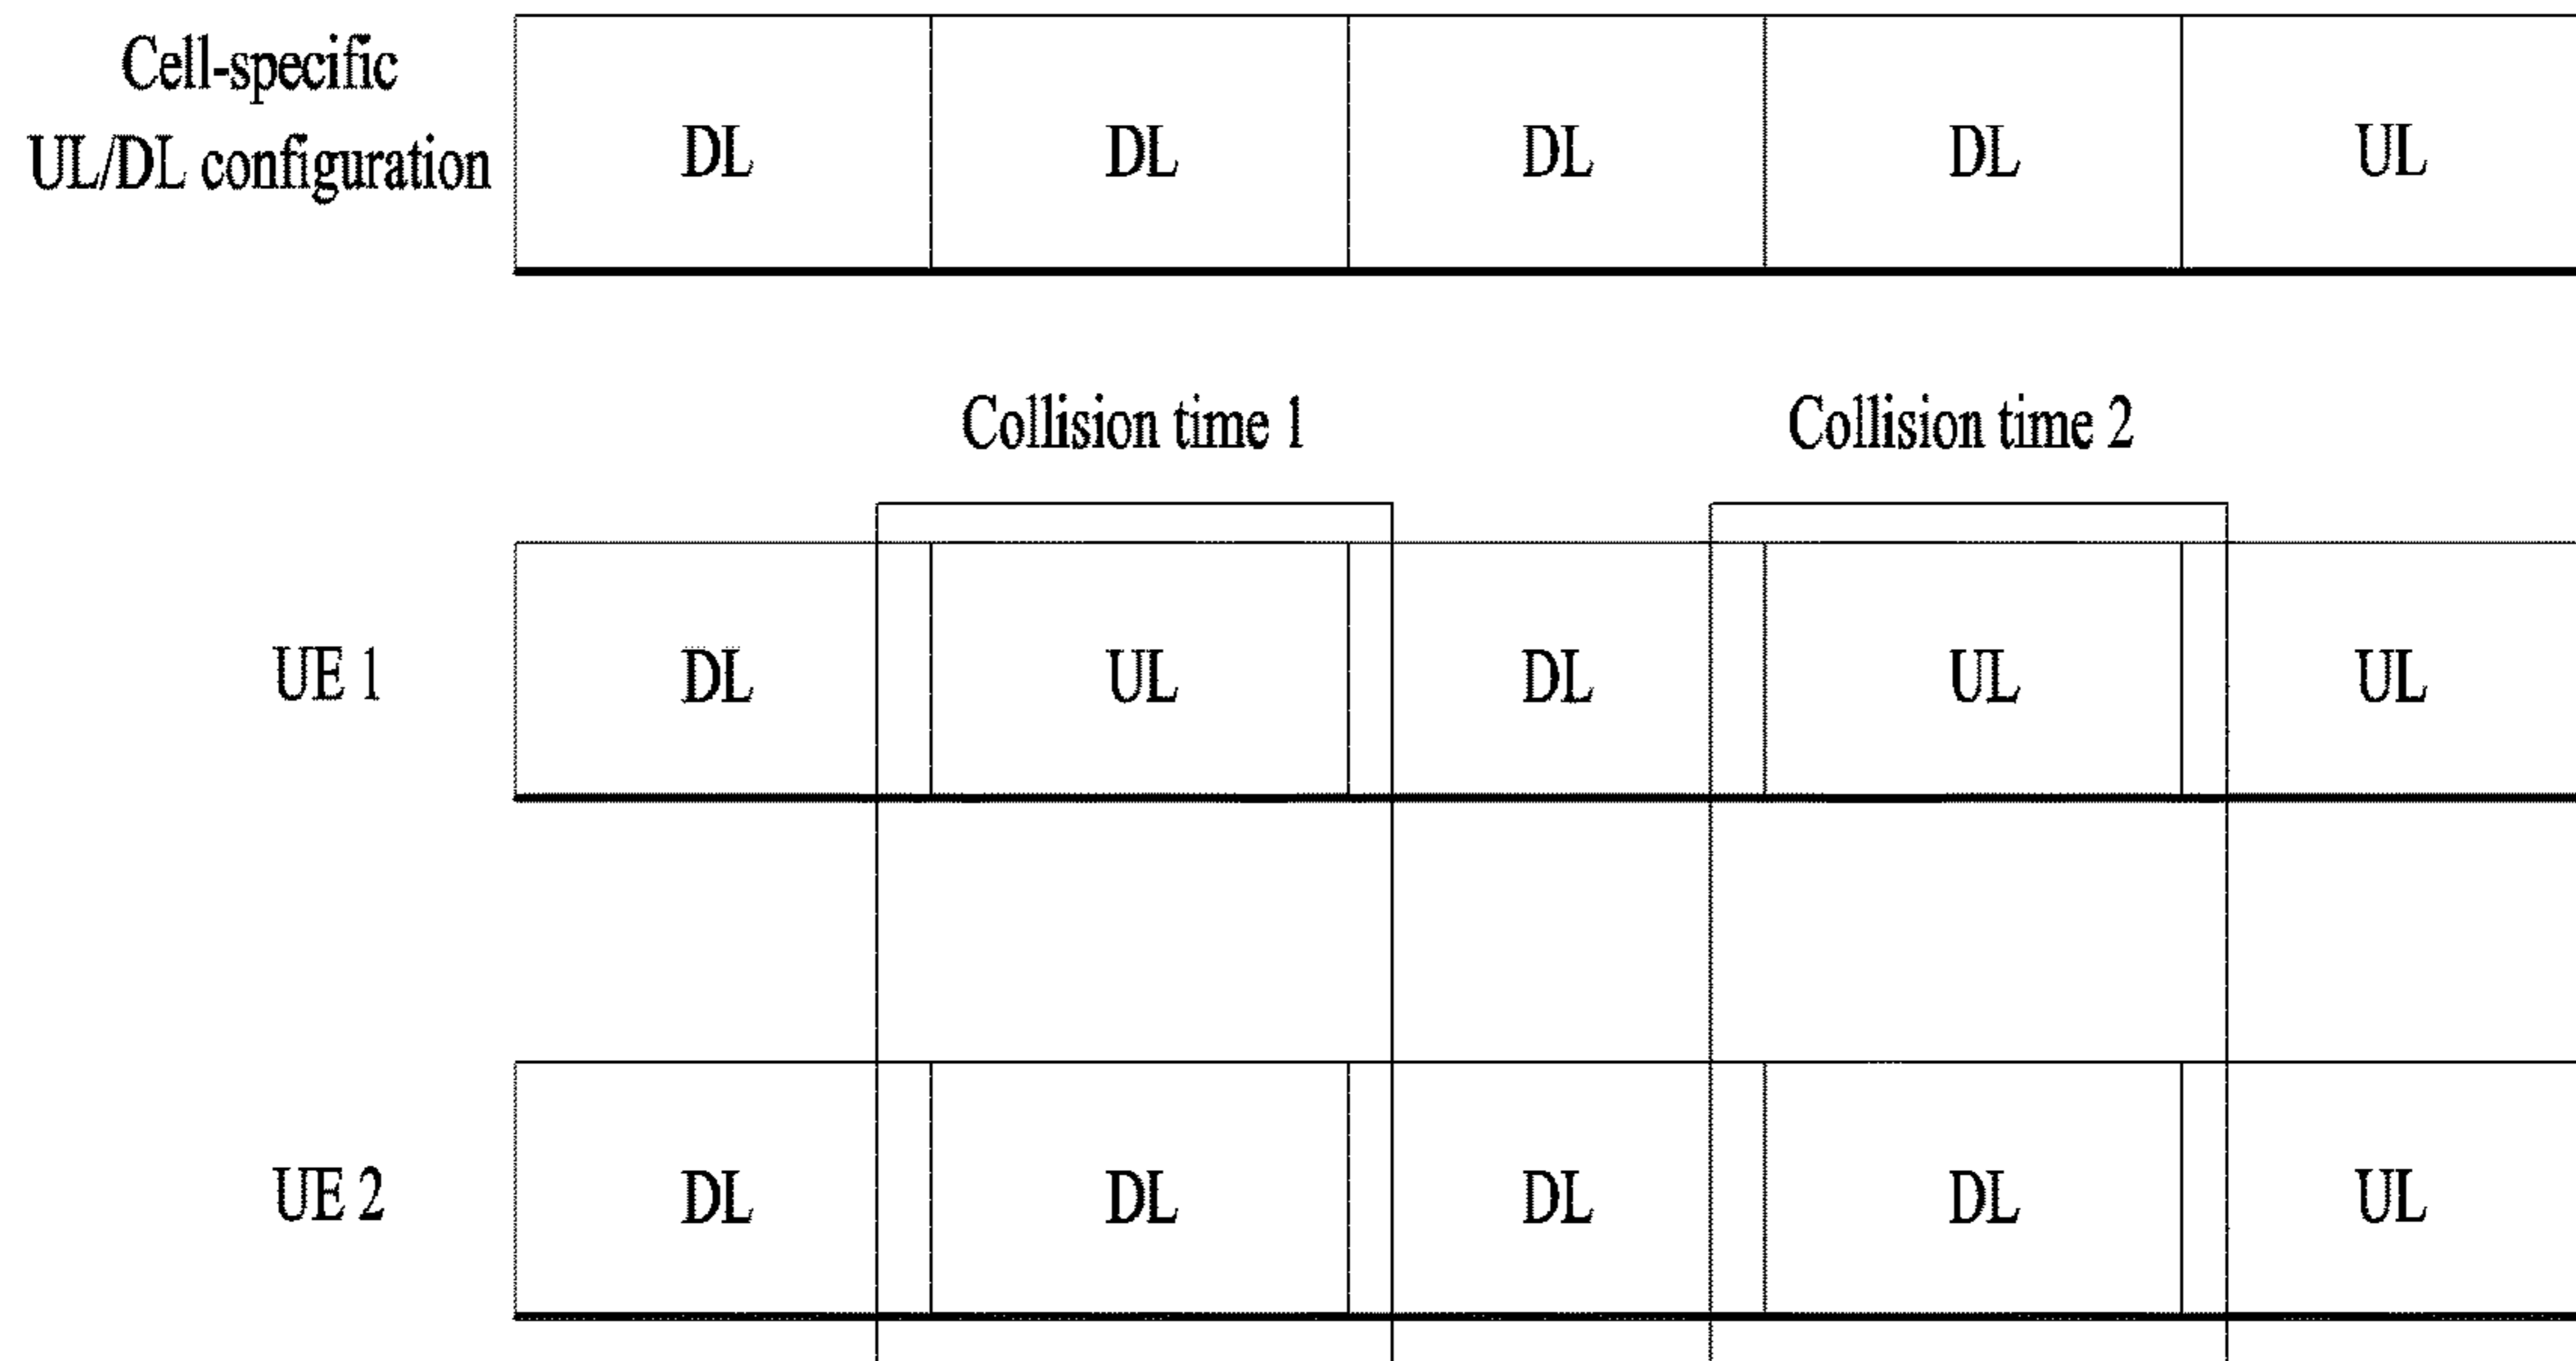 Cell-specific
UL/DL configuration
DL DL DL DL UL
Collision time 1 Collision time 2
UE 1 DL UL DL UL UL
UE 2 DL DL DL DL UL